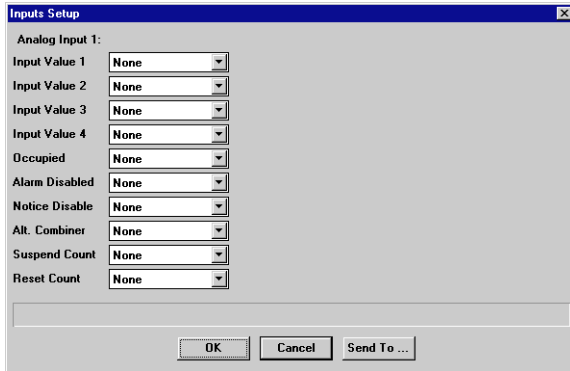 Inputs Setup
Analog Input 1:
Input Value 1 None
Input Value 2 None
Input Value 3 None
Input Value 4 None
Occupied None
Alarm Disabled None
Notice Disable None
Alt. Combiner None
Suspend Count None
Reset Count None
OK Cancel Send To ...